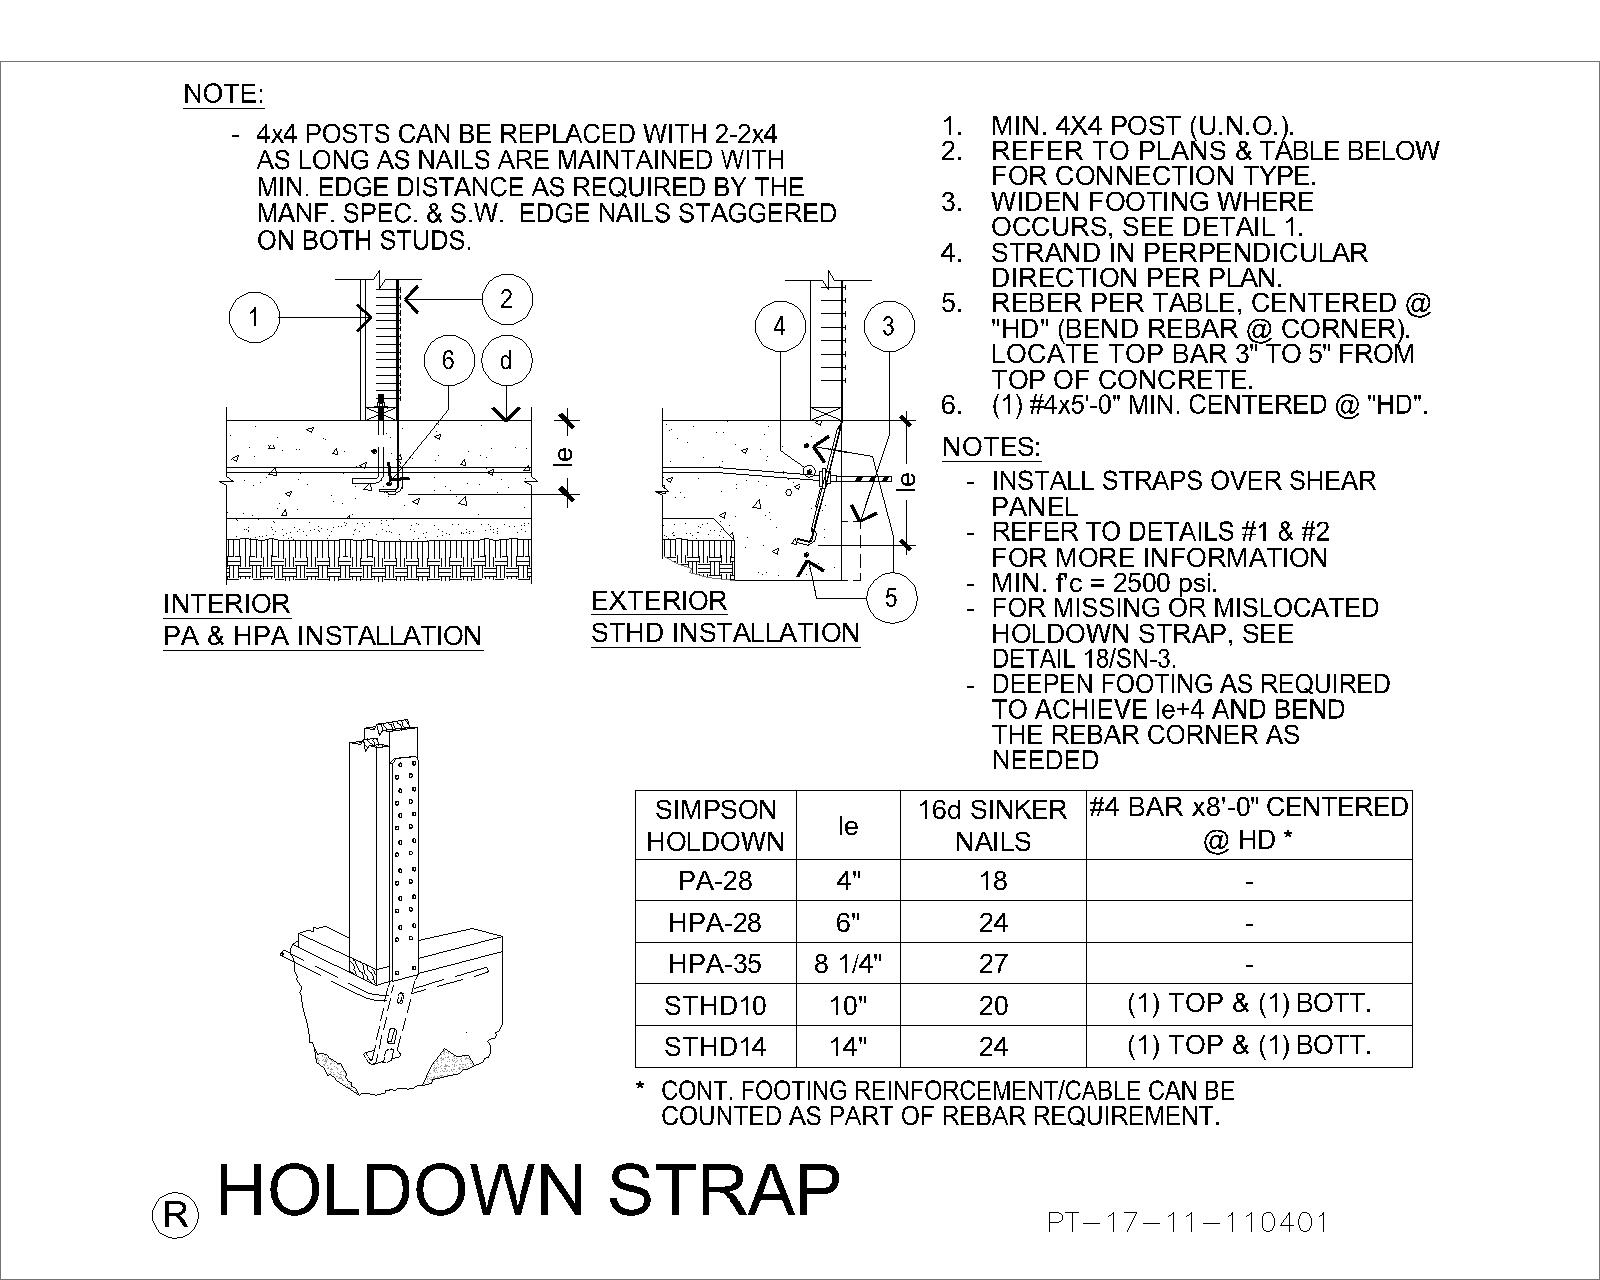 NOTE:
- 4x4 POSTS CAN BE REPLACED WITH 2-2x4
AS LONG AS NAILS ARE MAINTAINED WITH
MIN. EDGE DISTANCE AS REQUIRED BY THE
MANF. SPEC. & S.W. EDGE NAILS STAGGERED
ON BOTH STUDS.
1. MIN. 4X4 POST (U.N.O.).
2. REFER TO PLANS & TABLE BELOW
FOR CONNECTION TYPE.
3. WIDEN FOOTING WHERE
OCCURS, SEE DETAIL 1.
4. STRAND IN PERPENDICULAR
DIRECTION PER PLAN.
5. REBER PER TABLE, CENTERED @
"HD" (BEND REBAR @ CORNER).
LOCATE TOP BAR 3" TO 5" FROM
TOP OF CONCRETE.
6. (1) #4x5'-0" MIN. CENTERED @ "HD".
NOTES:
- INSTALL STRAPS OVER SHEAR
PANEL
- REFER TO DETAILS #1 & #2
FOR MORE INFORMATION
- MIN. f'c = 2500 psi.
- FOR MISSING OR MISLOCATED
HOLDOWN STRAP, SEE
DETAIL 18/SN-3.
- DEEPEN FOOTING AS REQUIRED
TO ACHIEVE le+4 AND BEND
THE REBAR CORNER AS
NEEDED
1
2
6
d
le
INTERIOR
PA & HPA INSTALLATION
4
3
le
5
EXTERIOR
STHD INSTALLATION
SIMPSON HOLDOWN le 16d SINKER NAILS #4 BAR x8'-0" CENTERED @ HD *
PA-28 4" 18 -
HPA-28 6" 24 -
HPA-35 8 1/4" 27 -
STHD10 10" 20 (1) TOP & (1) BOTT.
STHD14 14" 24 (1) TOP & (1) BOTT.
* CONT. FOOTING REINFORCEMENT/CABLE CAN BE
COUNTED AS PART OF REBAR REQUIREMENT.
R HOLDOWN STRAP
PT-17-11-110401